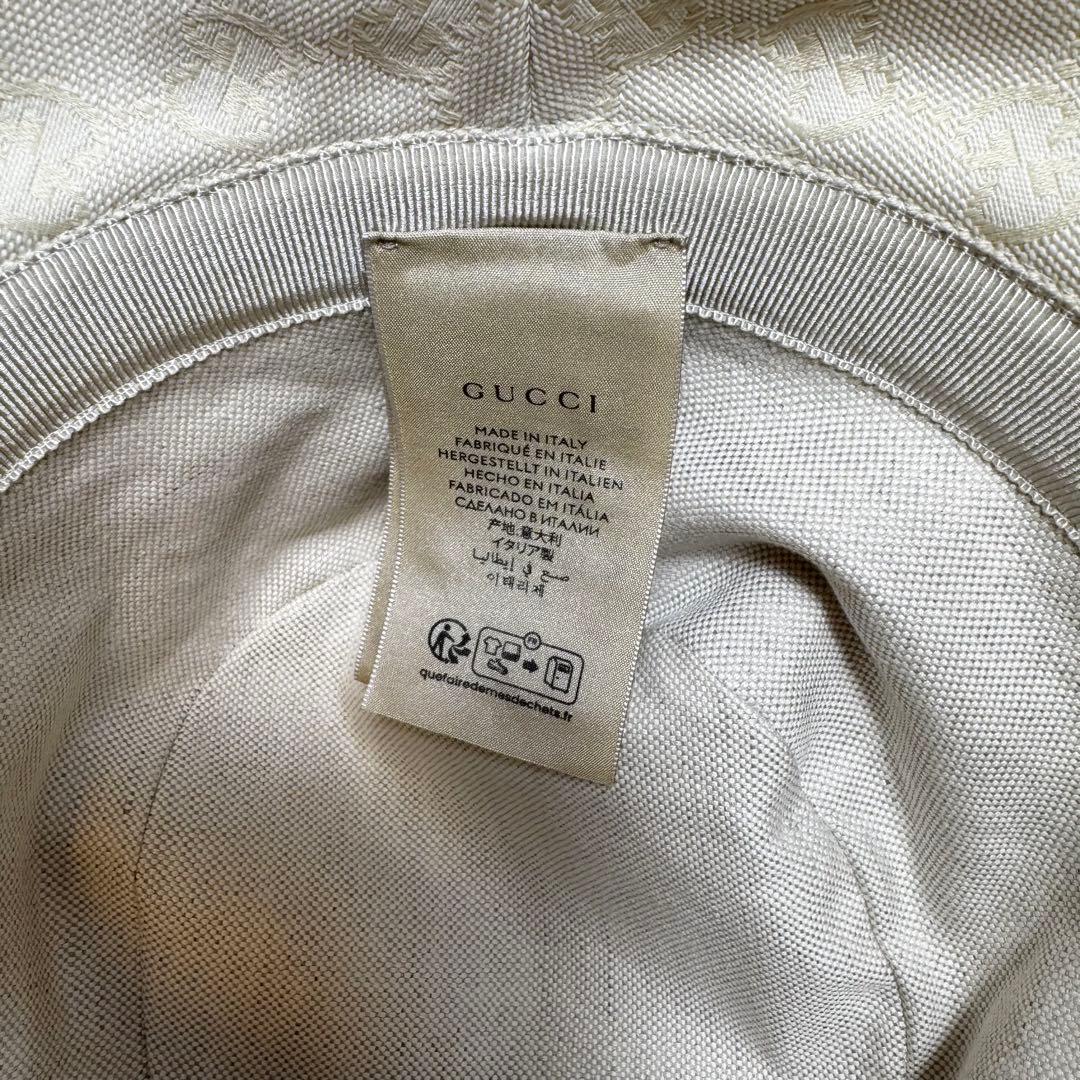 GUCCI
MADE IN ITALY
FABRIQUÉ EN ITALIE
HERGESTELLT IN ITALIEN
HECHO EN ITALIA
FABRICADO EM ITÁLIA
СДЕЛАНО В ИТАЛИИ
产地:意大利
イタリア製
صنع في إيطاليا
이태리제
FR
quefairedemesdechets.fr